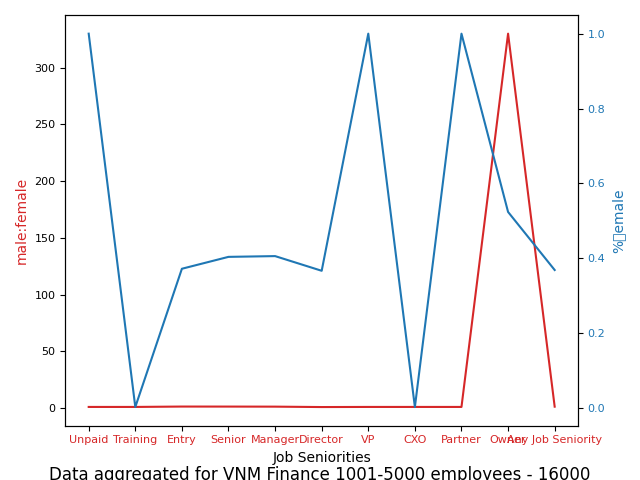 male:female
300
250
200
150
100
50
0
1.0
0.8
0.6
0.4
0.2
0.0
%▯emale
Unpaid Training Entry Senior Manager Director VP CXO Partner Owner Any Job Seniority
Job Seniorities
Data aggregated for VNM Finance 1001-5000 employees - 16000